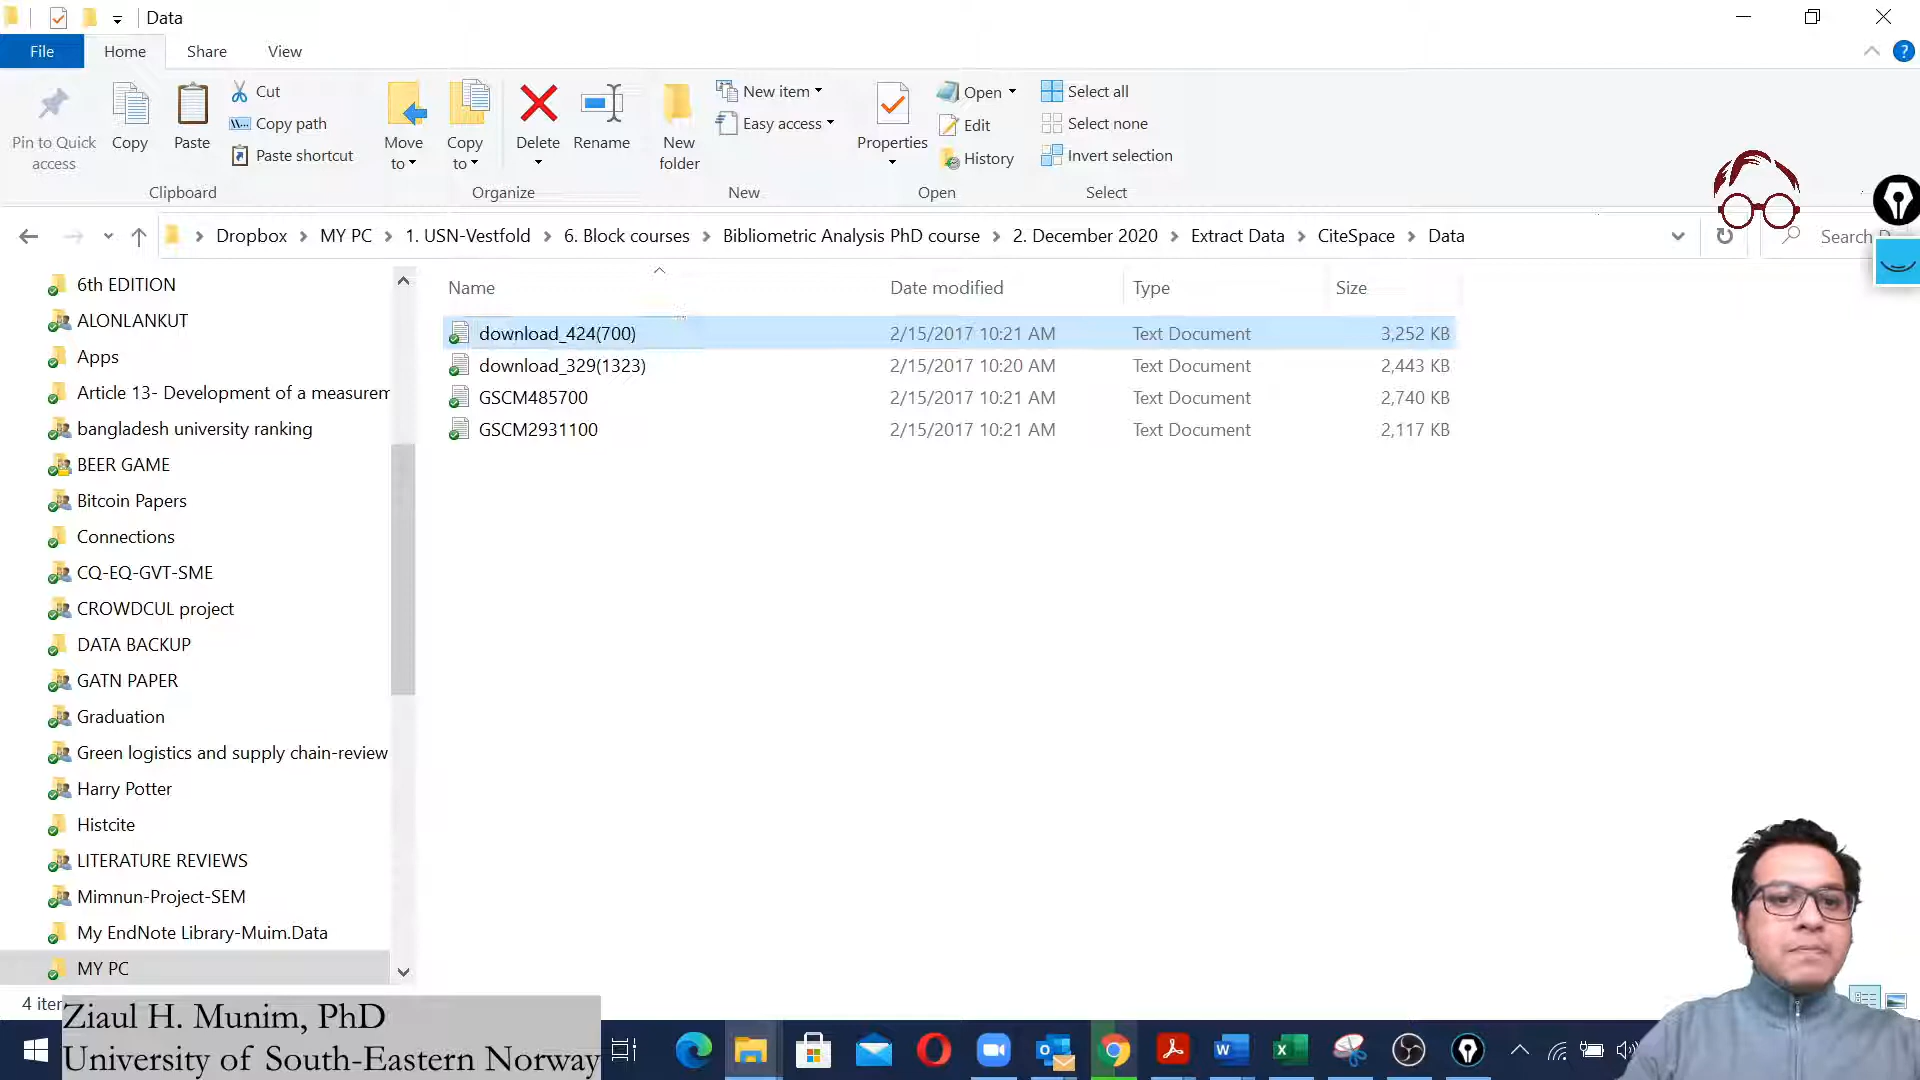 Data
File
Home
Share
View
Pin to Quick
access
Copy
Paste
Cut
Copy path
Paste shortcut
Clipboard
Move
to
Copy
to
Delete
Rename
Organize
New
folder
New item
Easy access
New
Properties
Open
Edit
History
Open
Select all
Select none
Invert selection
Select
Dropbox
MY PC
1. USN-Vestfold
6. Block courses
Bibliometric Analysis PhD course
2. December 2020
Extract Data
CiteSpace
Data
Search
Name
Date modified
Type
Size
download_424(700) 2/15/2017 10:21 AM Text Document 3,252 KB
download_329(1323) 2/15/2017 10:20 AM Text Document 2,443 KB
GSCM485700 2/15/2017 10:21 AM Text Document 2,740 KB
GSCM2931100 2/15/2017 10:21 AM Text Document 2,117 KB
6th EDITION
ALONLANKUT
Apps
Article 13- Development of a measurem
bangladesh university ranking
BEER GAME
Bitcoin Papers
Connections
CQ-EQ-GVT-SME
CROWDCUL project
DATA BACKUP
GATN PAPER
Graduation
Green logistics and supply chain-review
Harry Potter
Histcite
LITERATURE REVIEWS
Mimnun-Project-SEM
My EndNote Library-Muim.Data
MY PC
4 iter
Ziaul H. Munim, PhD
University of South-Eastern Norway